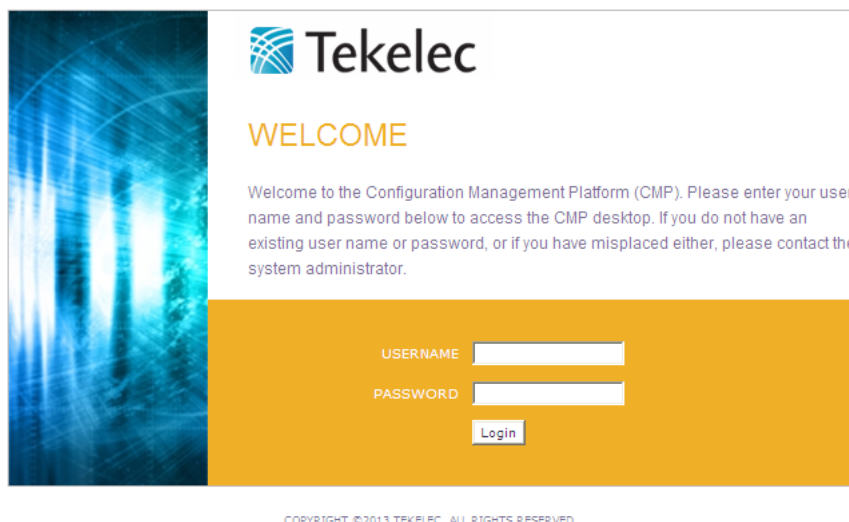 Tekelec
WELCOME
Welcome to the Configuration Management Platform (CMP). Please enter your user
name and password below to access the CMP desktop. If you do not have an
existing user name or password, or if you have misplaced either, please contact the
system administrator.
USERNAME
PASSWORD
Login
COPYRIGHT ©2013 TEKELEC. ALL RIGHTS RESERVED